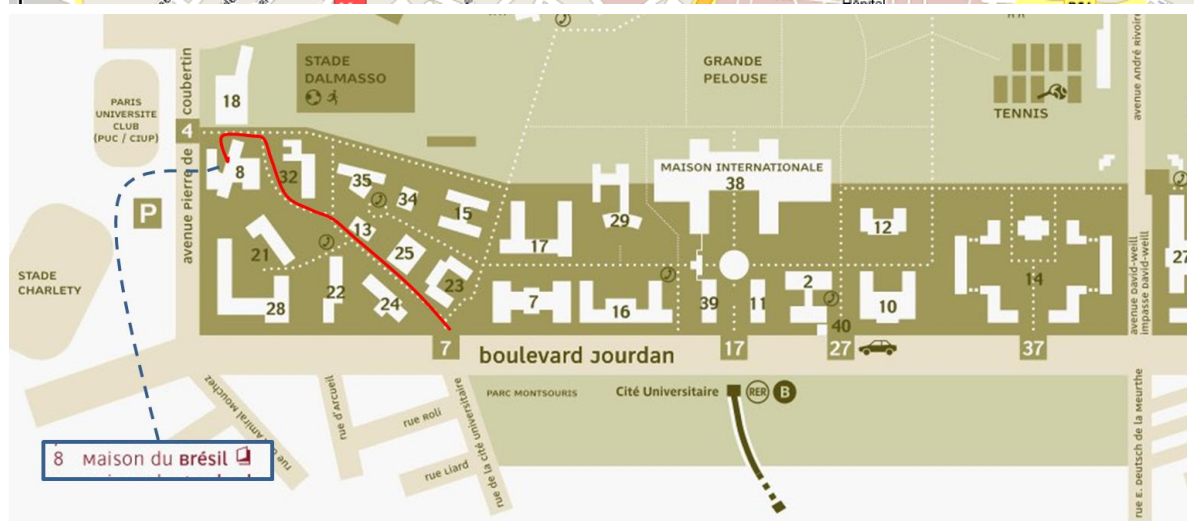 Hôpital
18
STADE
DALMASSO
GRANDE
PELOUSE
TENNIS
avenue André Rivoire
PARIS
UNIVERSITE
CLUB
(PUC / CIUP)
avenue Pierre de coubertin
4
8
32
35
34
15
13
25
23
17
29
MAISON INTERNATIONALE
38
12
14
27
P
21
28
22
24
7
16
39
11
2
10
40
STADE
CHARLETY
avenue David-weill
impasse David-weill
7
boulevard Jourdan
17
27
37
PARC MONTSOURIS
Cité Universitaire
RER
B
rue d'Arcueil
rue Roli
rue Liard
rue de la cité universitaire
rue E. Deutsch de la Meurthe
8 Maison du Brésil